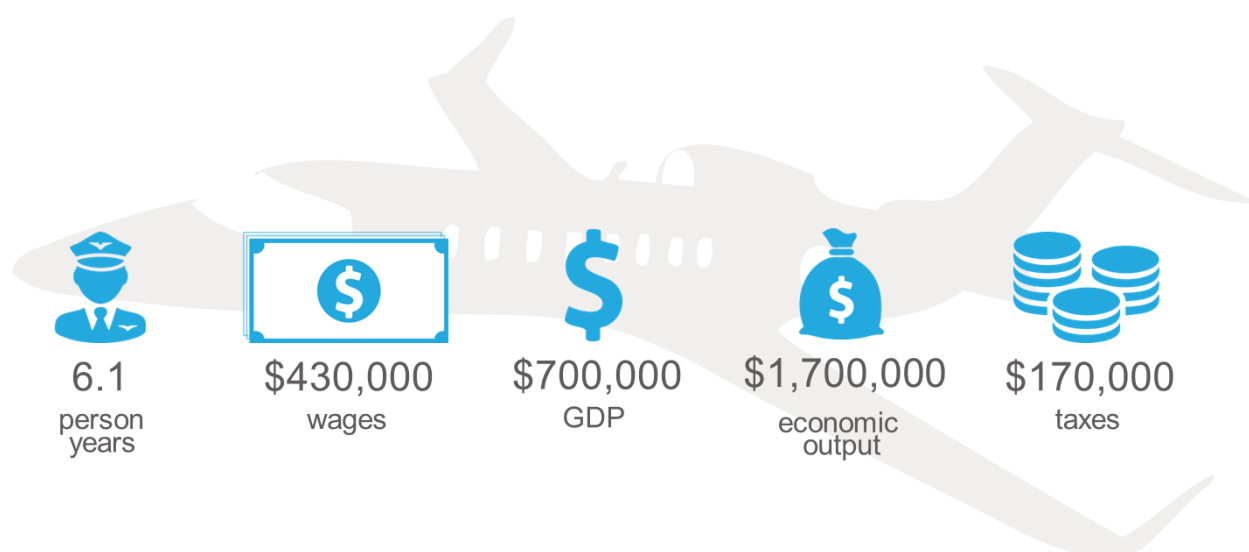 6.1
person
years
$430,000
wages
$700,000
GDP
$1,700,000
economic
output
$170,000
taxes